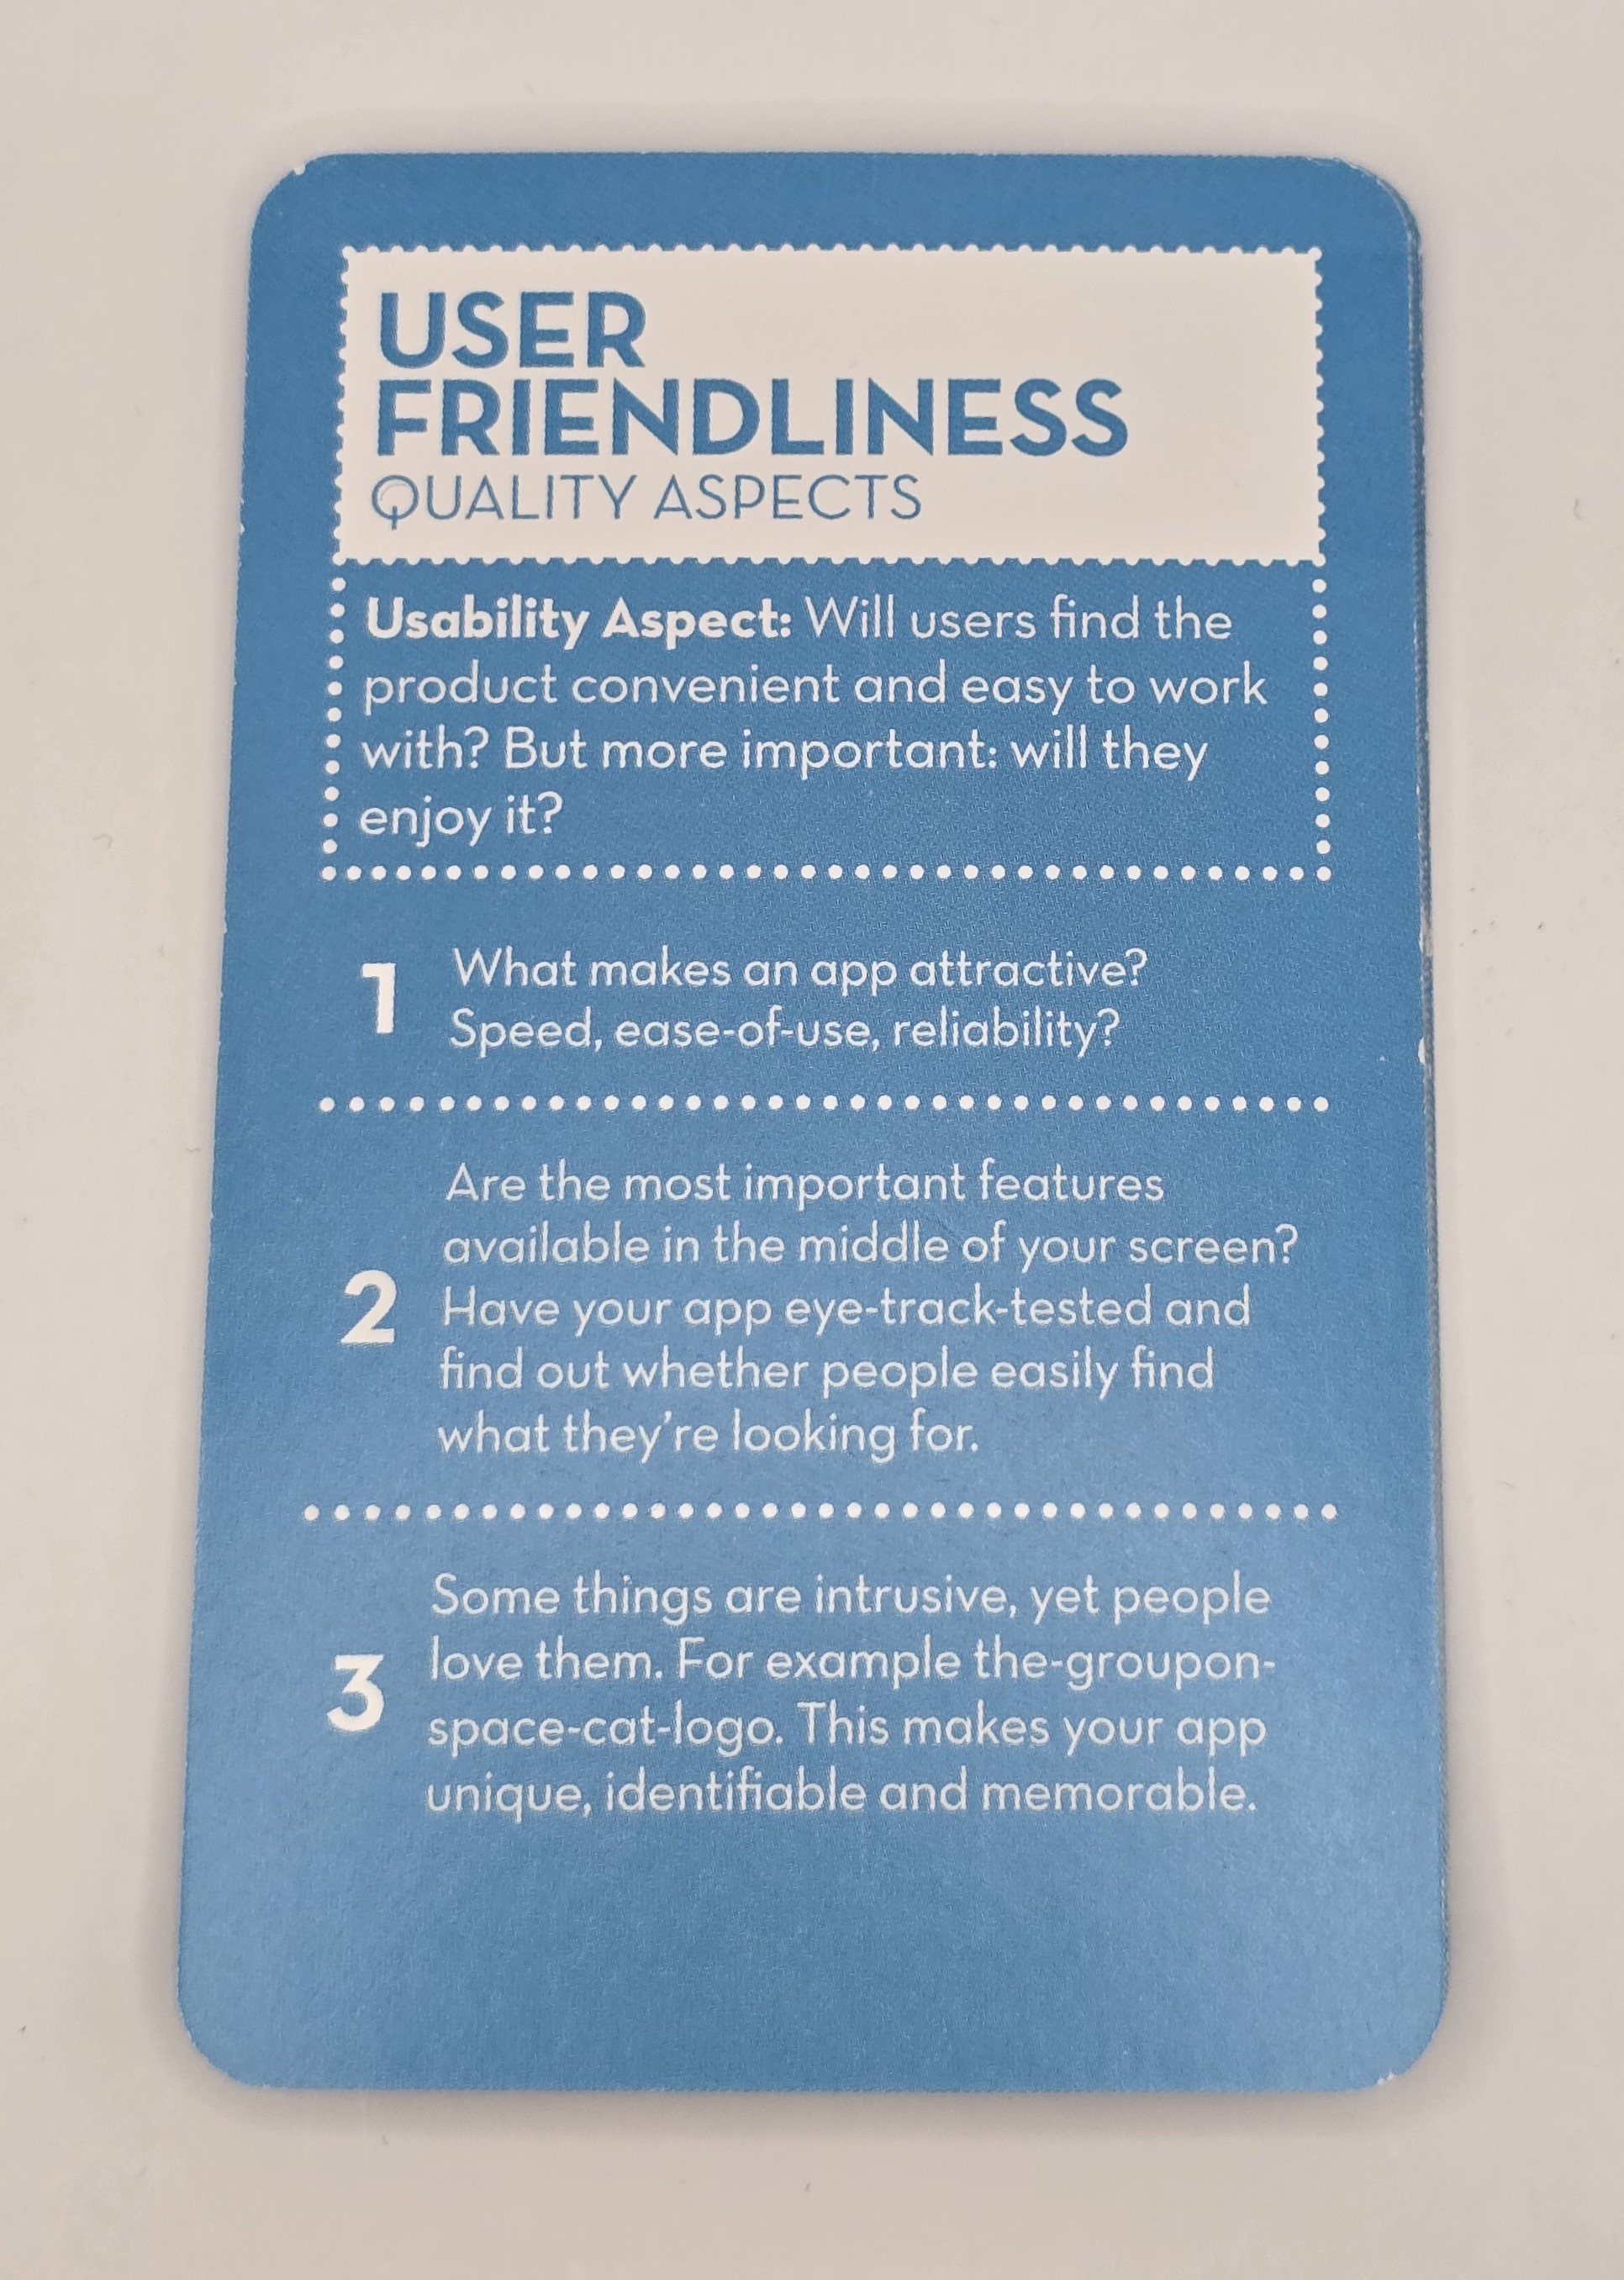 USER
FRIENDLINESS
QUALITY ASPECTS
Usability Aspect: Will users find the
product convenient and easy to work
with? But more important: will they
enjoy it?
1 What makes an app attractive?
Speed, ease-of-use, reliability?
Are the most important features
available in the middle of your screen?
2 Have your app eye-track-tested and
find out whether people easily find
what they're looking for.
Some things are intrusive, yet people
3 love them. For example the-groupon-
space-cat-logo. This makes your app
unique, identifiable and memorable.